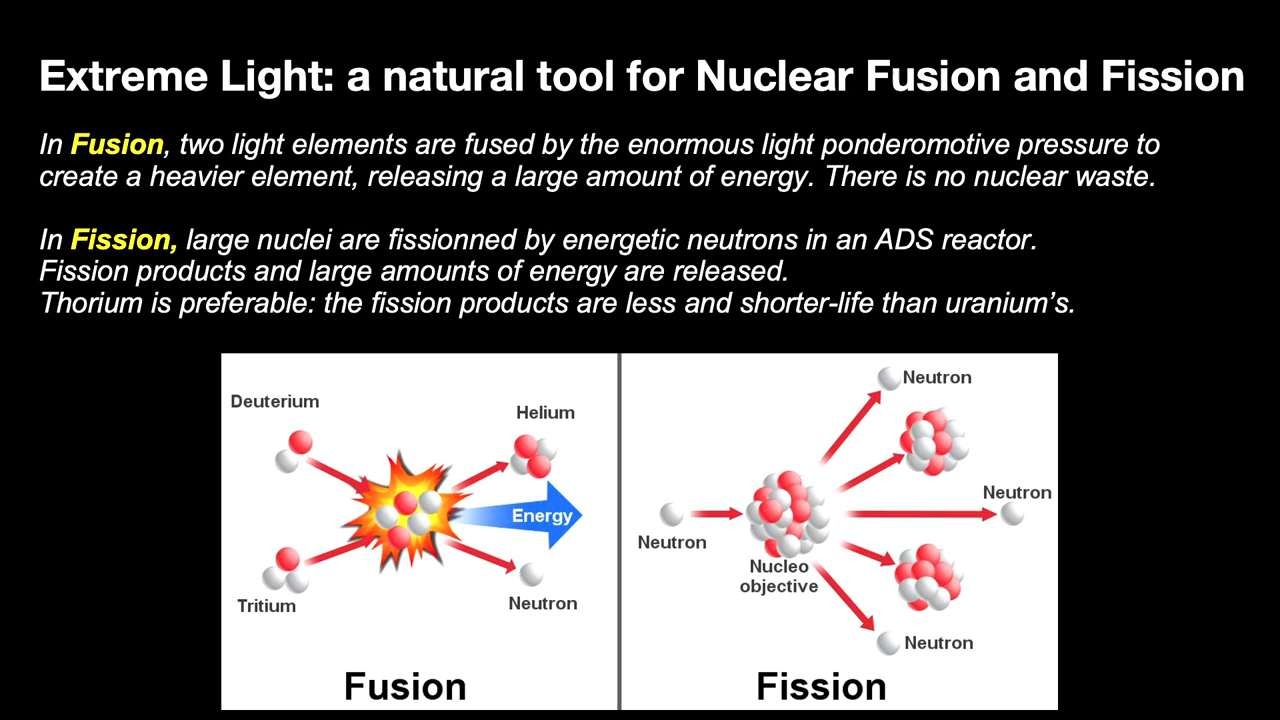 Extreme Light: a natural tool for Nuclear Fusion and Fission
In Fusion, two light elements are fused by the enormous light ponderomotive pressure to
create a heavier element, releasing a large amount of energy. There is no nuclear waste.
In Fission, large nuclei are fissionned by energetic neutrons in an ADS reactor.
Fission products and large amounts of energy are released.
Thorium is preferable: the fission products are less and shorter-life than uranium’s.
Deuterium
Helium
Energy
Tritium
Neutron
Fusion
Neutron
Neutron
Neutron
Nucleo
objective
Neutron
Fission